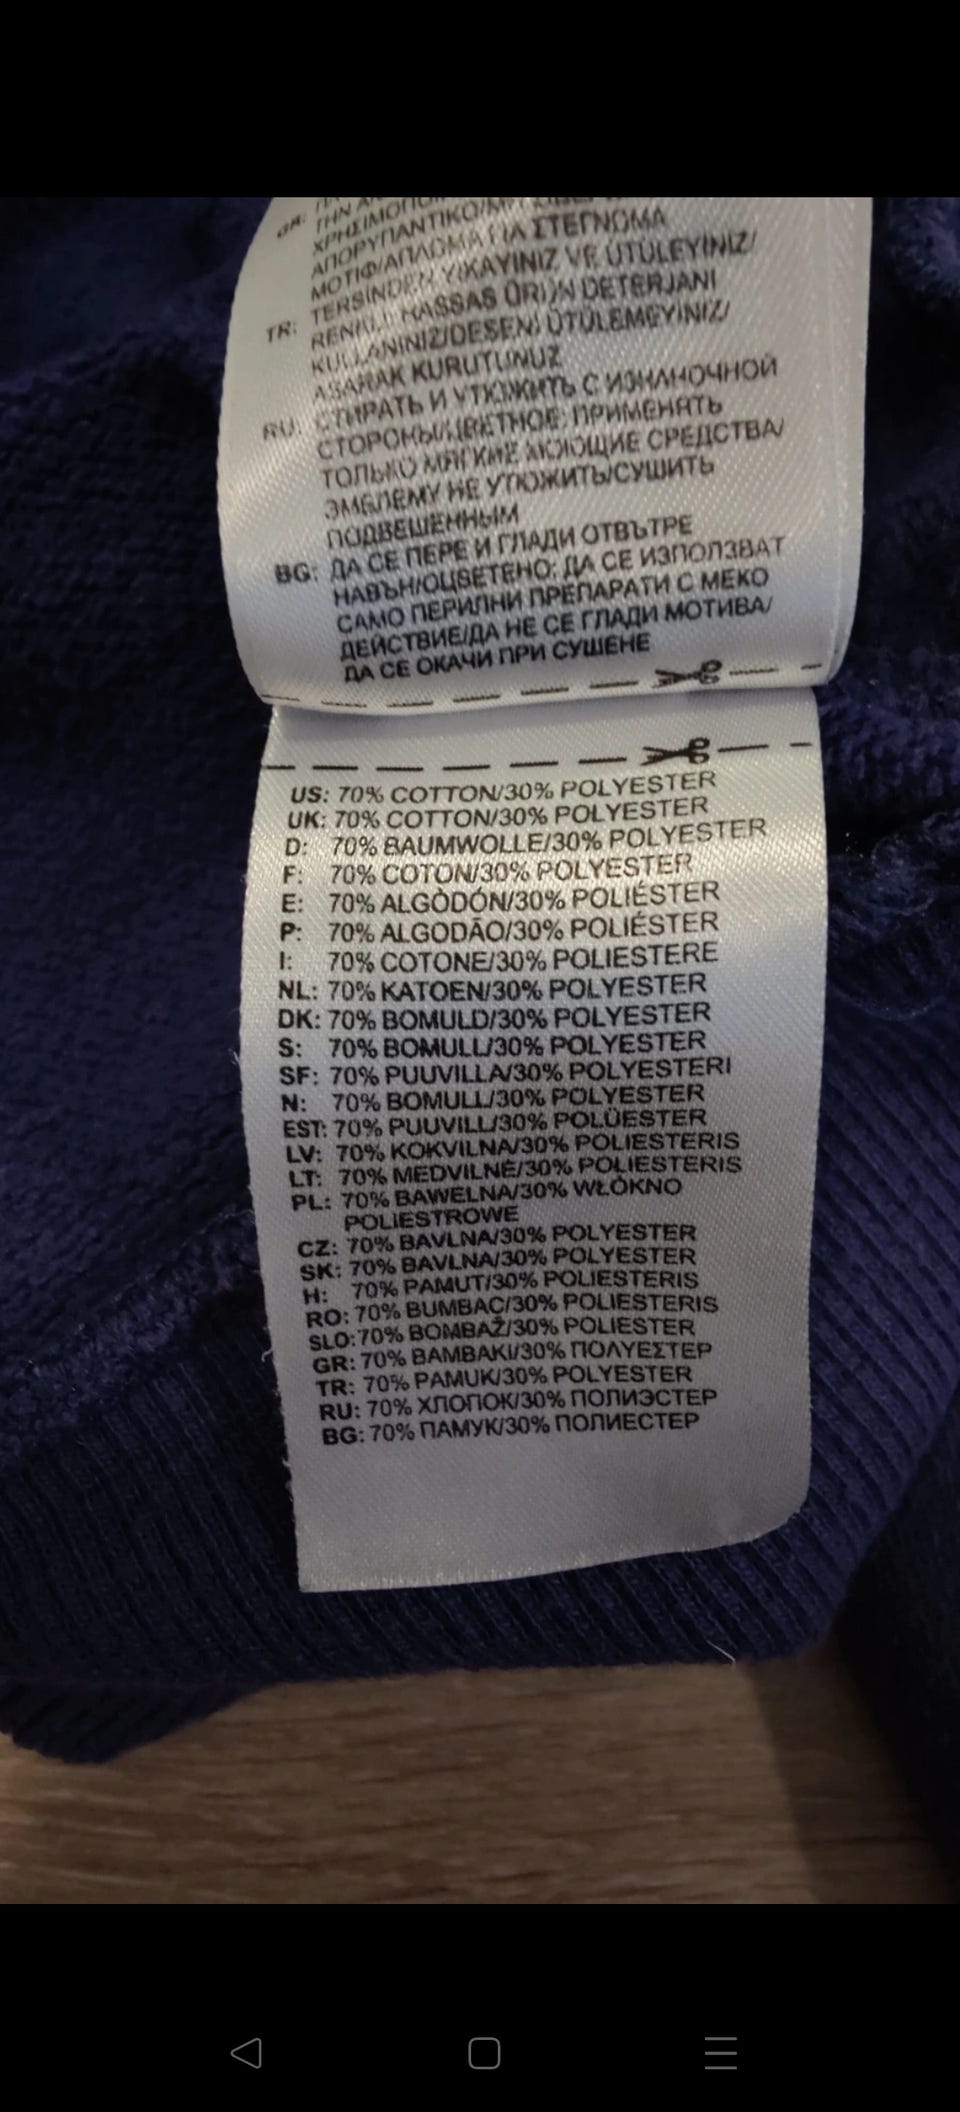 GR:
ΧΡΗΣΙΜΟΠΟΙ
ΑΠΟΡΥΠΑΝΤΙΚΟ/ΜΗ
ΜΟΤΙΦ/ΑΠΛΩΜΑ ΓΙΑ ΣΤΕΓΝΩΜΑ
TR: TERSİNDEN YIKAYINIZ VE ÜTÜLEYİNİZ/
RENKLİ: HASSAS ÜRÜN DETERJANI
KULLANINIZ/DESENİ ÜTÜLEMEYİNİZ/
ASARAK KURUTUNUZ
RU: СТИРАТЬ И УТЮЖИТЬ С ИЗНАНОЧНОЙ
СТОРОНЫ/ЦВЕТНОЕ: ПРИМЕНЯТЬ
ТОЛЬКО МЯГКИЕ МОЮЩИЕ СРЕДСТВА/
ЭМБЛЕМУ НЕ УТЮЖИТЬ/СУШИТЬ
ПОДВЕШЕННЫМ
BG: ДА СЕ ПЕРЕ И ГЛАДИ ОТВЪТРЕ
НАВЪН/ОЦВЕТЕНО: ДА СЕ ИЗПОЛЗВАТ
САМО ПЕРИЛНИ ПРЕПАРАТИ С МЕКО
ДЕЙСТВИЕ/ДА НЕ СЕ ГЛАДИ МОТИВА/
ДА СЕ ОКАЧИ ПРИ СУШЕНЕ
US: 70% COTTON/30% POLYESTER
UK: 70% COTTON/30% POLYESTER
D: 70% BAUMWOLLE/30% POLYESTER
F: 70% COTON/30% POLYESTER
E: 70% ALGÒDÓN/30% POLIÉSTER
P: 70% ALGODÃO/30% POLIÉSTER
I: 70% COTONE/30% POLIESTERE
NL: 70% KATOEN/30% POLYESTER
DK: 70% BOMULD/30% POLYESTER
S: 70% BOMULL/30% POLYESTER
SF: 70% PUUVILLA/30% POLYESTERI
N: 70% BOMULL/30% POLYESTER
EST: 70% PUUVILL/30% POLÜESTER
LV: 70% KOKVILNA/30% POLIESTERIS
LT: 70% MEDVILNĖ/30% POLIESTERIS
PL: 70% BAWEŁNA/30% WŁÓKNO
POLIESTROWE
CZ: 70% BAVLNA/30% POLYESTER
SK: 70% BAVLNA/30% POLYESTER
H: 70% PAMUT/30% POLIESTERIS
RO: 70% BUMBAC/30% POLIESTERIS
SLO: 70% BOMBAŽ/30% POLIESTER
GR: 70% ΒΑΜΒΑΚΙ/30% ΠΟΛΥΕΣΤΕΡ
TR: 70% PAMUK/30% POLYESTER
RU: 70% ХЛОПОК/30% ПОЛИЭСТЕР
BG: 70% ПАМУК/30% ПОЛИЕСТЕР